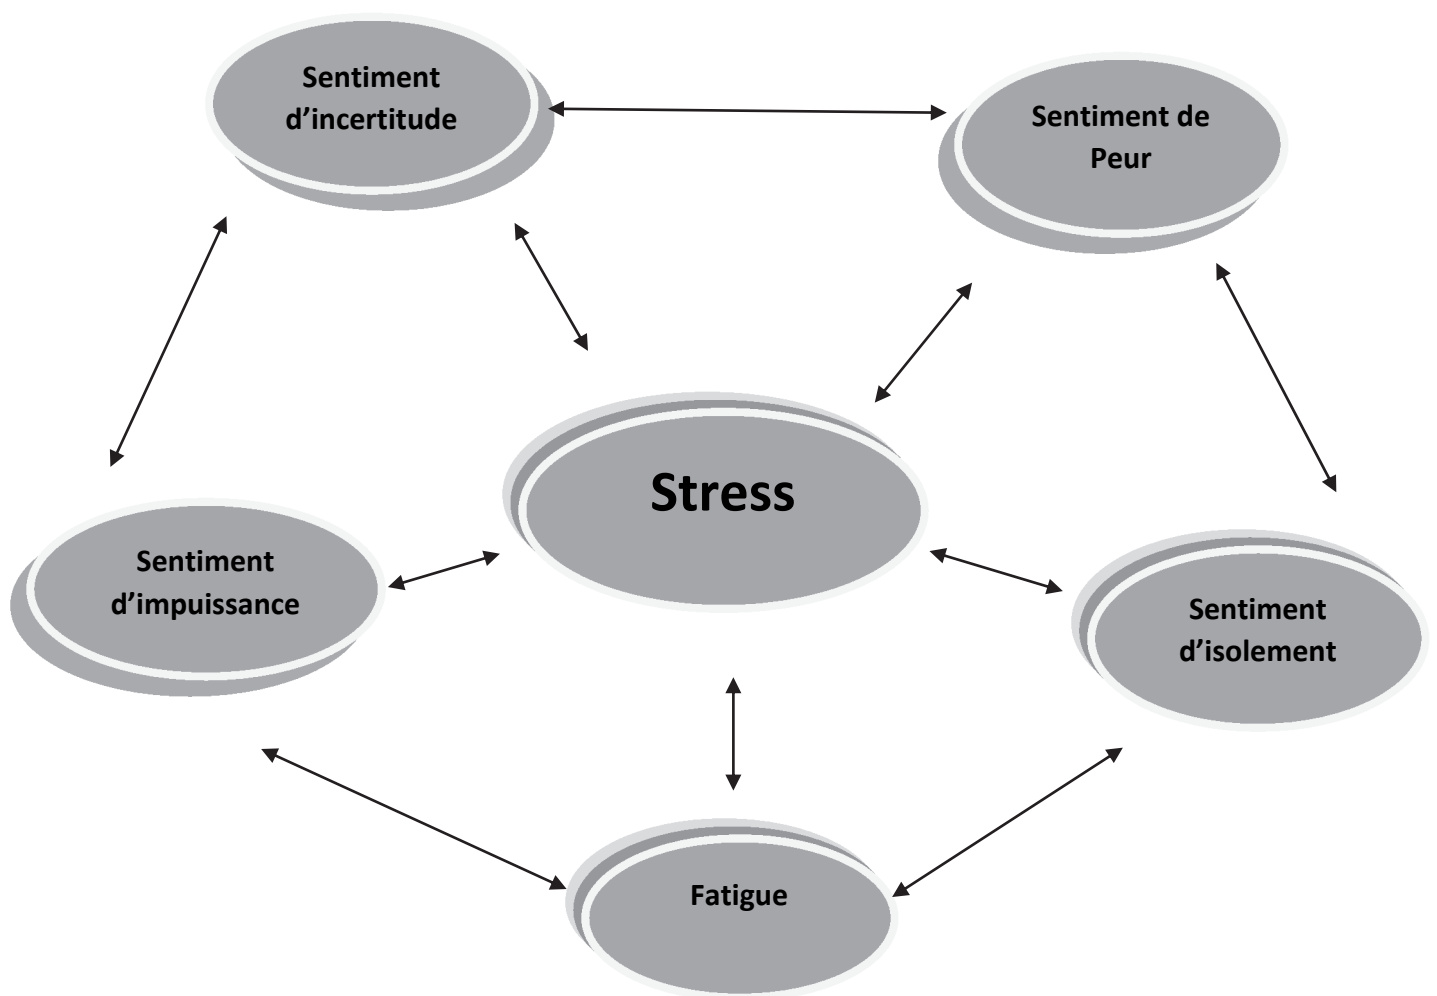 Sentiment
d’incertitude
Sentiment de
Peur
Stress
Sentiment
d’impuissance
Sentiment
d’isolement
Fatigue